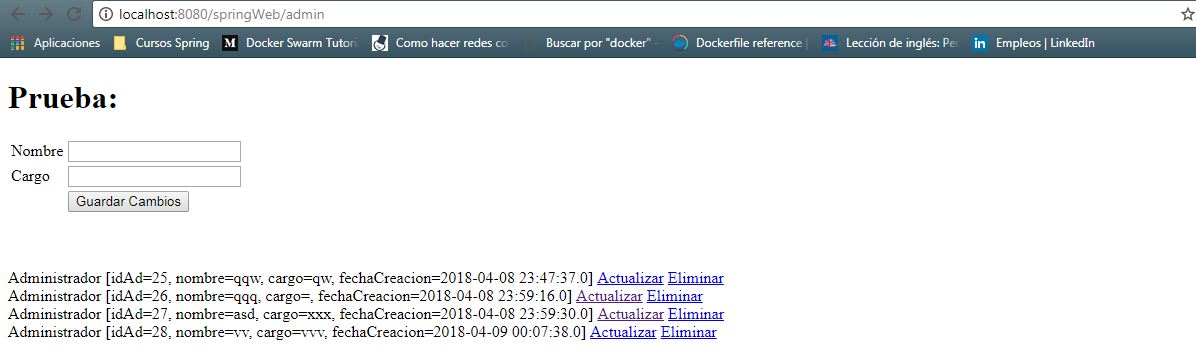 localhost:8080/springWeb/admin
Aplicaciones Cursos Spring Docker Swarm Tutori Como hacer redes co Buscar por "docker" - Dockerfile reference Lección de inglés: Per Empleos | LinkedIn
Prueba:
Nombre
Cargo
Guardar Cambios
Administrador [idAd=25, nombre=qqw, cargo=qw, fechaCreacion=2018-04-08 23:47:37.0] Actualizar Eliminar
Administrador [idAd=26, nombre=qqq, cargo=, fechaCreacion=2018-04-08 23:59:16.0] Actualizar Eliminar
Administrador [idAd=27, nombre=asd, cargo=xxx, fechaCreacion=2018-04-08 23:59:30.0] Actualizar Eliminar
Administrador [idAd=28, nombre=vv, cargo=vvv, fechaCreacion=2018-04-09 00:07:38.0] Actualizar Eliminar